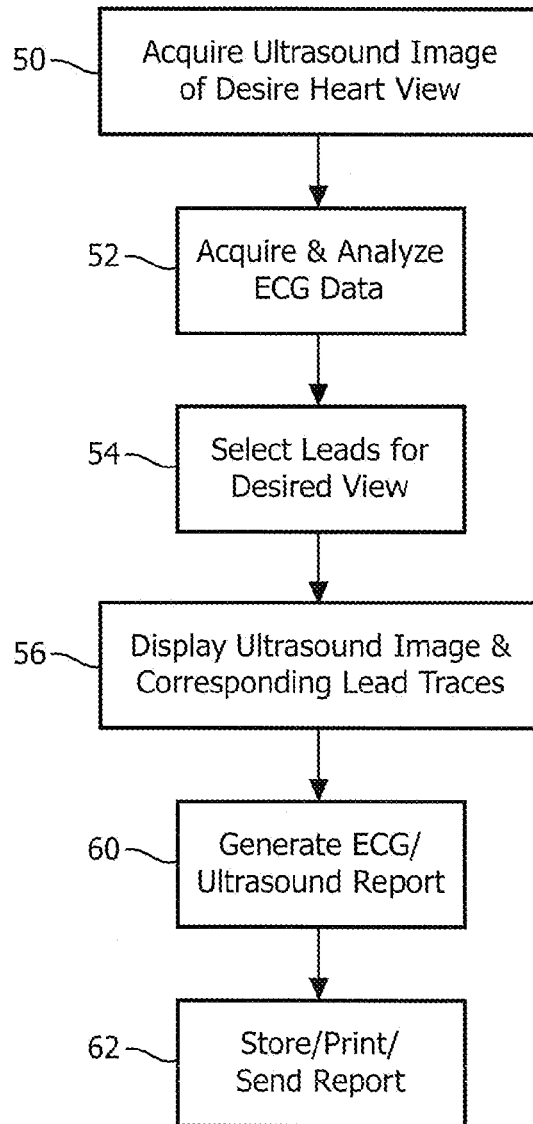 50
Acquire Ultrasound Image
of Desire Heart View
52
Acquire & Analyze
ECG Data
54
Select Leads for
Desired View
56
Display Ultrasound Image &
Corresponding Lead Traces
60
Generate ECG/
Ultrasound Report
62
Store/Print/
Send Report